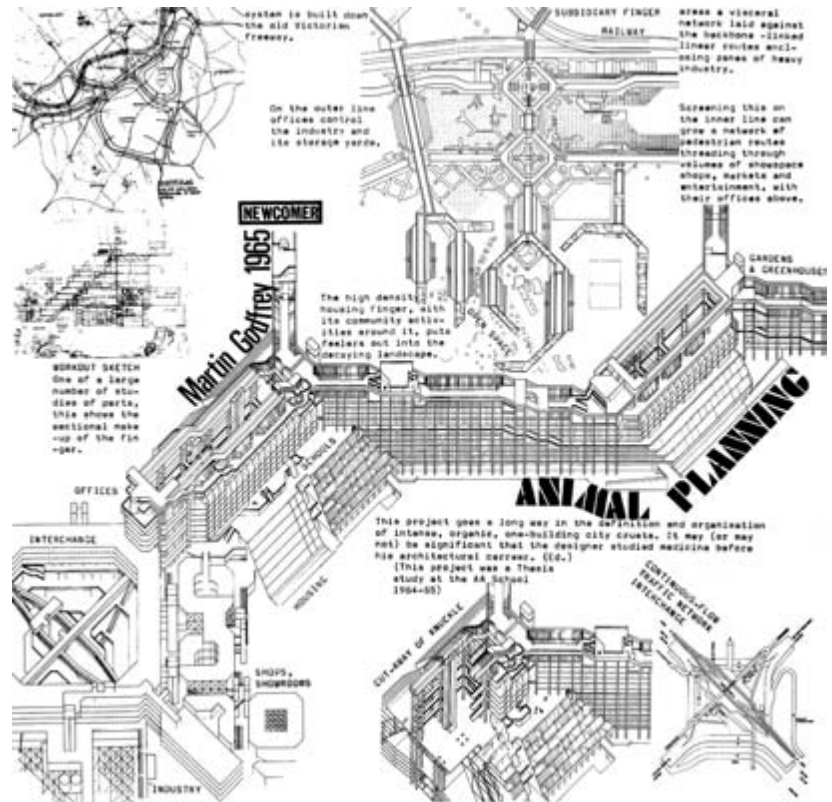 system is built down
the old Victorian
freeway.
SUBSIDIARY FINGER
RAILWAY
areas a visceral
network laid against
the backbone -linked
linear routes encl-
osing zones of heavy
industry.
On the outer line
offices control
the industry and
its storage yards.
Screening this on
the inner line can
grow a network of
pedestrian routes
threading through
volumes of showspace
shops, markets and
entertainment, with
their offices above.
NEWCOMER
Martin Godfrey 1965
GARDENS
& GREENHOUSES
OPEN SPACE
The high density
housing finger, with
its community activ-
ities around it, puts
feelers out into the
decaying landscape.
WORKOUT SKETCH
One of a large
number of stu-
dies of parts,
this shows the
sectional make
-up of the fin
-ger.
ANIMAL PLANNING
OFFICES
SCHOOLS
HOUSING
INTERCHANGE
This project goes a long way in the definition and organisation
of intense, organic, one-building city crusts. It may (or may
not) be significant that the designer studied medicine before
his architectural carreer. (Ed.)
(This project was a Thesis
study at the AA School
1964-65)
SHOPS,
SHOWROOMS
INDUSTRY
CUT-AWAY OF KNUCKLE
CONTINUOUS-FLOW
TRAFFIC NETWORK
INTERCHANGE